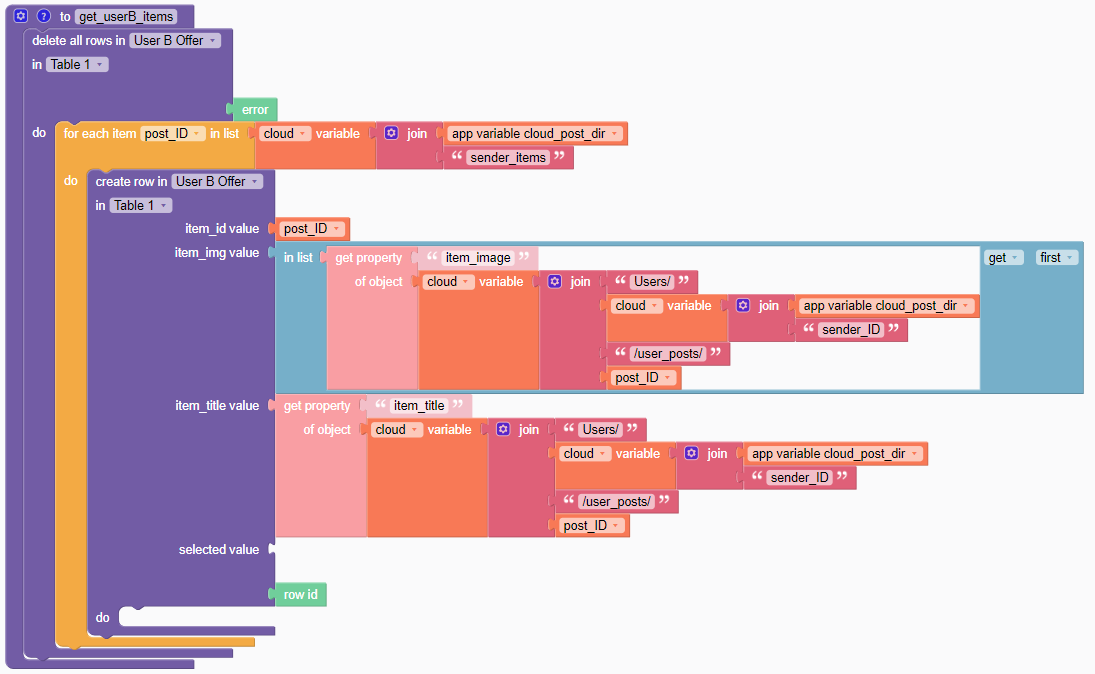 ? to get_userB_items
delete all rows in User B Offer
in Table 1
error
do for each item post_ID in list cloud variable join app variable cloud_post_dir
“ sender_items ”
do create row in User B Offer
in Table 1
item_id value post_ID
item_img value in list get property “ item_image ” get first
of object cloud variable join “ Users/ ”
cloud variable join app variable cloud_post_dir
“ sender_ID ”
“ /user_posts/ ”
post_ID
item_title value get property “ item_title ”
of object cloud variable join “ Users/ ”
cloud variable join app variable cloud_post_dir
“ sender_ID ”
“ /user_posts/ ”
post_ID
selected value
row id
do